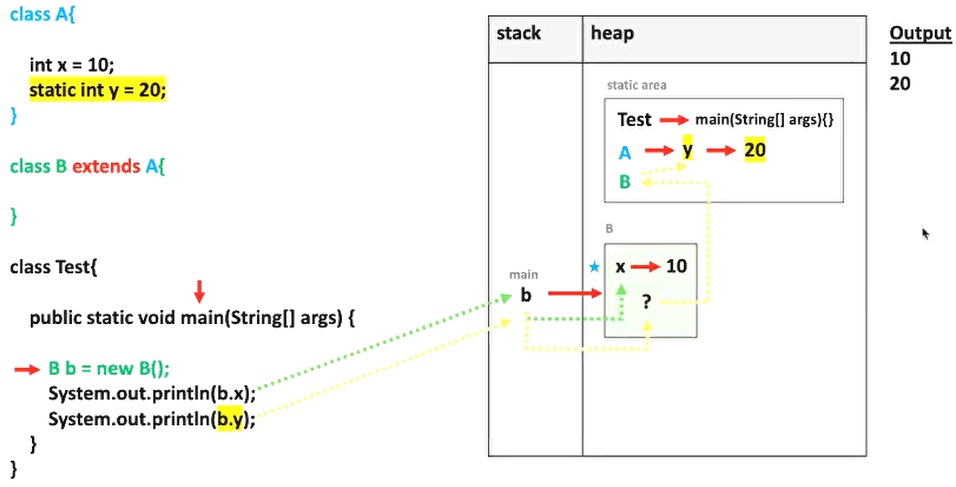 class A{
int x = 10;
static int y = 20;
}
class B extends A{
}
class Test{
public static void main(String[] args) {
B b = new B();
System.out.println(b.x);
System.out.println(b.y);
}
}
stack
heap
static area
Test main(String[] args){}
A y 20
B
B
x 10
?
main
b
Output
10
20